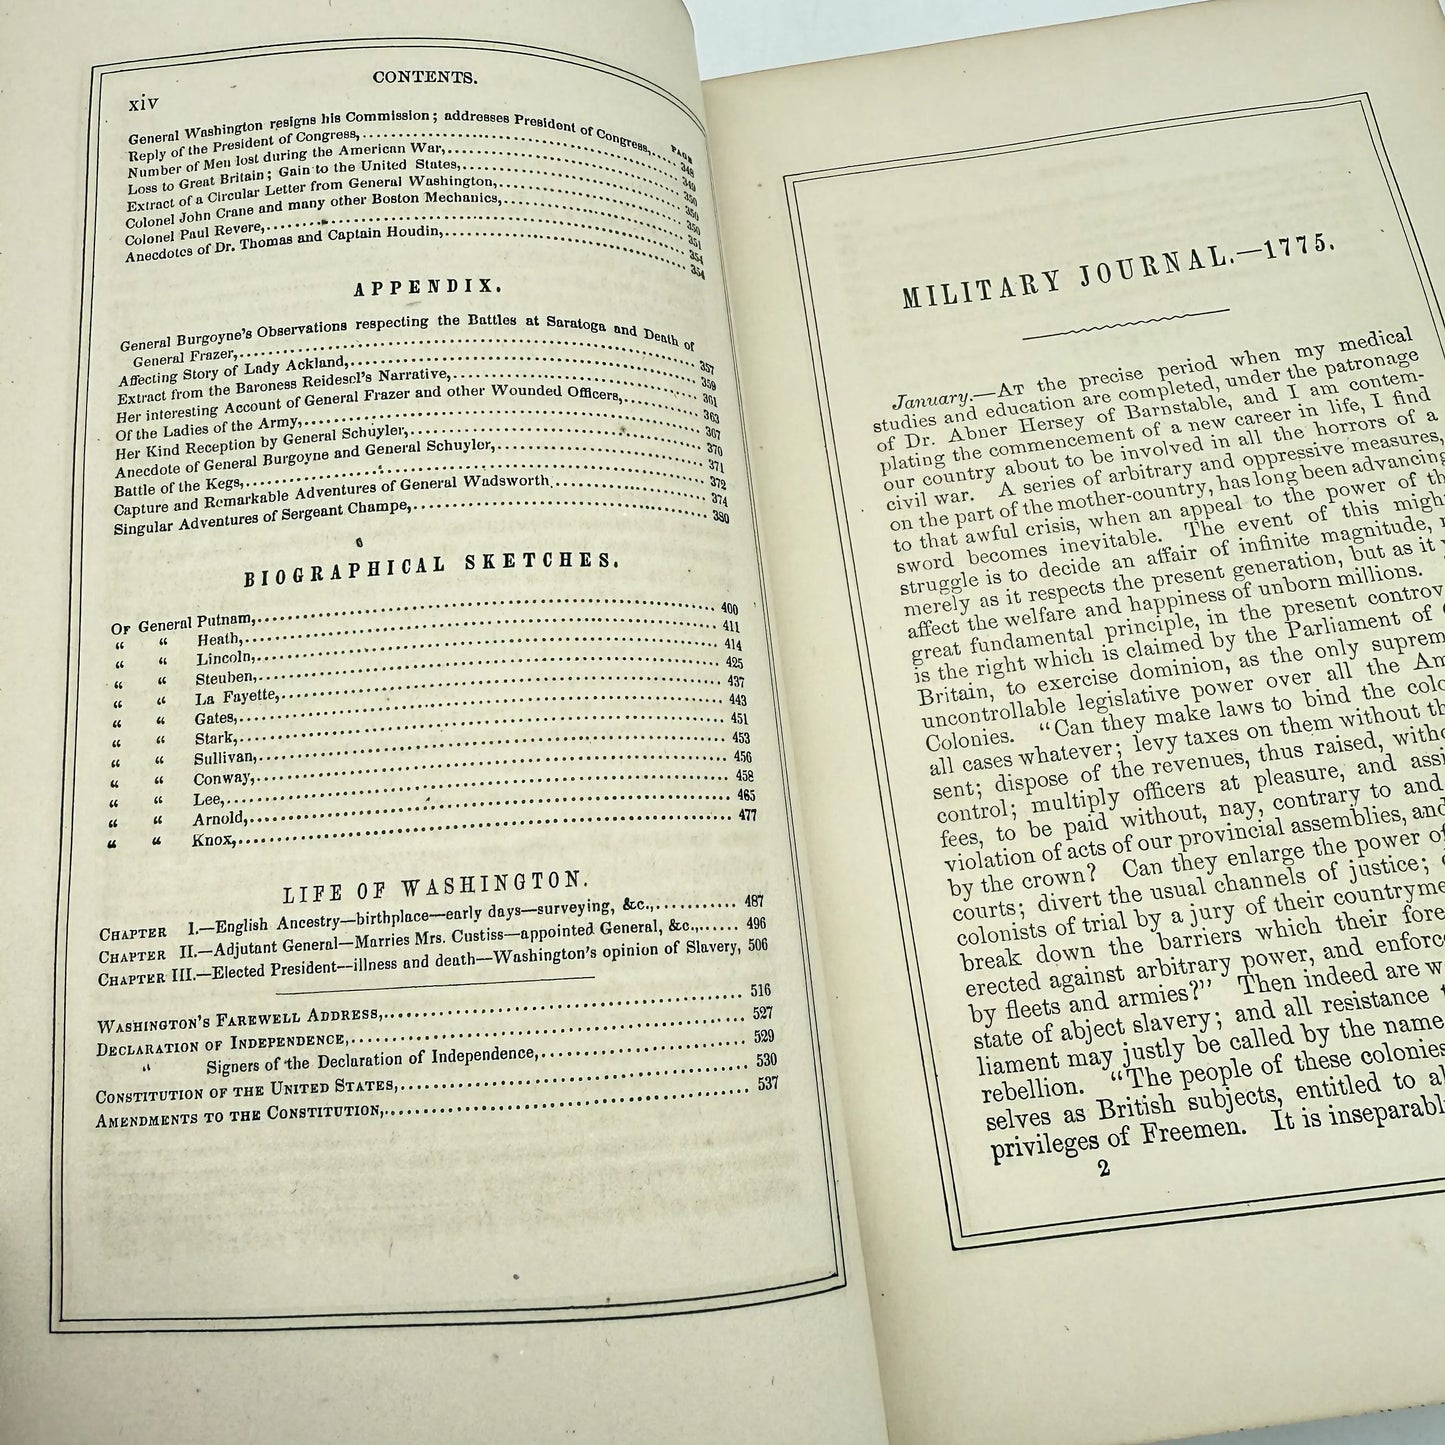 CONTENTS.
xiv
PAGE
General Washington resigns his Commission; addresses President of Congress, 348
Reply of the President of Congress, 349
Number of Men lost during the American War, 350
Loss to Great Britain; Gain to the United States, 350
Extract of a Circular Letter from General Washington, 350
Colonel John Crane and many other Boston Mechanics, 351
Colonel Paul Revere, 354
Anecdotes of Dr. Thomas and Captain Houdin, 354
APPENDIX.
General Burgoyne's Observations respecting the Battles at Saratoga and Death of
General Frazer, 357
Affecting Story of Lady Ackland, 359
Extract from the Baroness Reidesel's Narrative, 361
Her interesting Account of General Frazer and other Wounded Officers, 363
Of the Ladies of the Army, 367
Her Kind Reception by General Schuyler, 370
Anecdote of General Burgoyne and General Schuyler, 371
Battle of the Kegs, 372
Capture and Remarkable Adventures of General Wadsworth 374
Singular Adventures of Sergeant Champe, 380
BIOGRAPHICAL SKETCHES.
OF General Putnam, 400
“ “ Heath, 411
“ “ Lincoln, 414
“ “ Steuben, 425
“ “ La Fayette, 437
“ “ Gates, 443
“ “ Stark, 451
“ “ Sullivan, 453
“ “ Conway, 456
“ “ Lee, 458
“ “ Arnold, 465
“ “ Knox, 477
LIFE OF WASHINGTON.
CHAPTER I.—English Ancestry—birthplace—early days—surveying, &c., 487
CHAPTER II.—Adjutant General—Marries Mrs. Custiss—appointed General, &c., 496
CHAPTER III.—Elected President—illness and death—Washington's opinion of Slavery, 506
WASHINGTON'S FAREWELL ADDRESS, 516
DECLARATION OF INDEPENDENCE, 527
“ Signers of the Declaration of Independence, 529
CONSTITUTION OF THE UNITED STATES, 530
AMENDMENTS TO THE CONSTITUTION, 537
MILITARY JOURNAL.—1775.
January.—AT the precise period when my medical
studies and education are completed, under the patronage
of Dr. Abner Hersey of Barnstable, and I am contem-
plating the commencement of a new career in life, I find
our country about to be involved in all the horrors of a
civil war. A series of arbitrary and oppressive measures,
on the part of the mother-country, has long been advancing
to that awful crisis, when an appeal to the power of th
sword becomes inevitable. The event of this migh
struggle is to decide an affair of infinite magnitude, n
merely as it respects the present generation, but as it
affect the welfare and happiness of unborn millions.
great fundamental principle, in the present controv
is the right which is claimed by the Parliament of
Britain, to exercise dominion, as the only suprem
uncontrollable legislative power over all the Am
Colonies. “Can they make laws to bind the colo
all cases whatever; levy taxes on them without th
sent; dispose of the revenues, thus raised, witho
control; multiply officers at pleasure, and assi
fees, to be paid without, nay, contrary to and
violation of acts of our provincial assemblies, and
by the crown? Can they enlarge the power of
courts; divert the usual channels of justice;
colonists of trial by a jury of their countryme
break down the barriers which their fore
erected against arbitrary power, and enforc
by fleets and armies?” Then indeed are w
state of abject slavery; and all resistance t
liament may justly be called by the name
rebellion. “The people of these colonies
selves as British subjects, entitled to al
privileges of Freemen. It is inseparabl
2